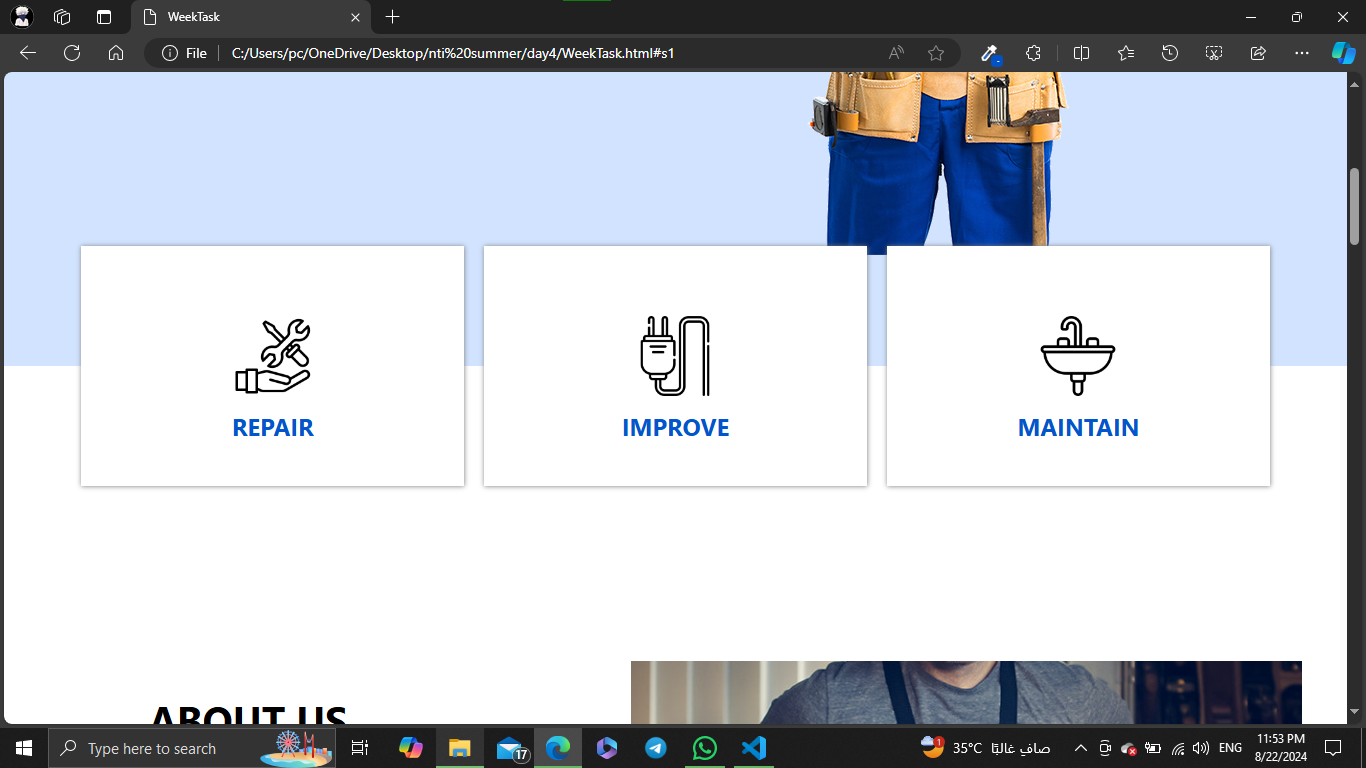 WeekTask
File
C:/Users/pc/OneDrive/Desktop/nti%20summer/day4/WeekTask.html#s1
REPAIR
IMPROVE
MAINTAIN
ABOUT US
Type here to search
17
1
35°C صافٍ غالبًا
ENG
11:53 PM
8/22/2024